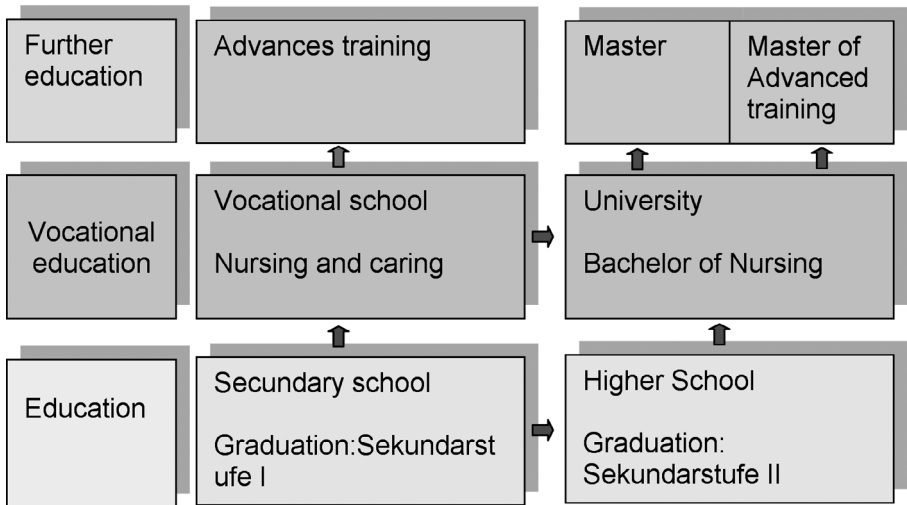 Further
education
Advances training
Master
Master of
Advanced
training
Vocational
education
Vocational school
Nursing and caring
University
Bachelor of Nursing
Education
Secundary school
Graduation:Sekundarst
ufe I
Higher School
Graduation:
Sekundarstufe II